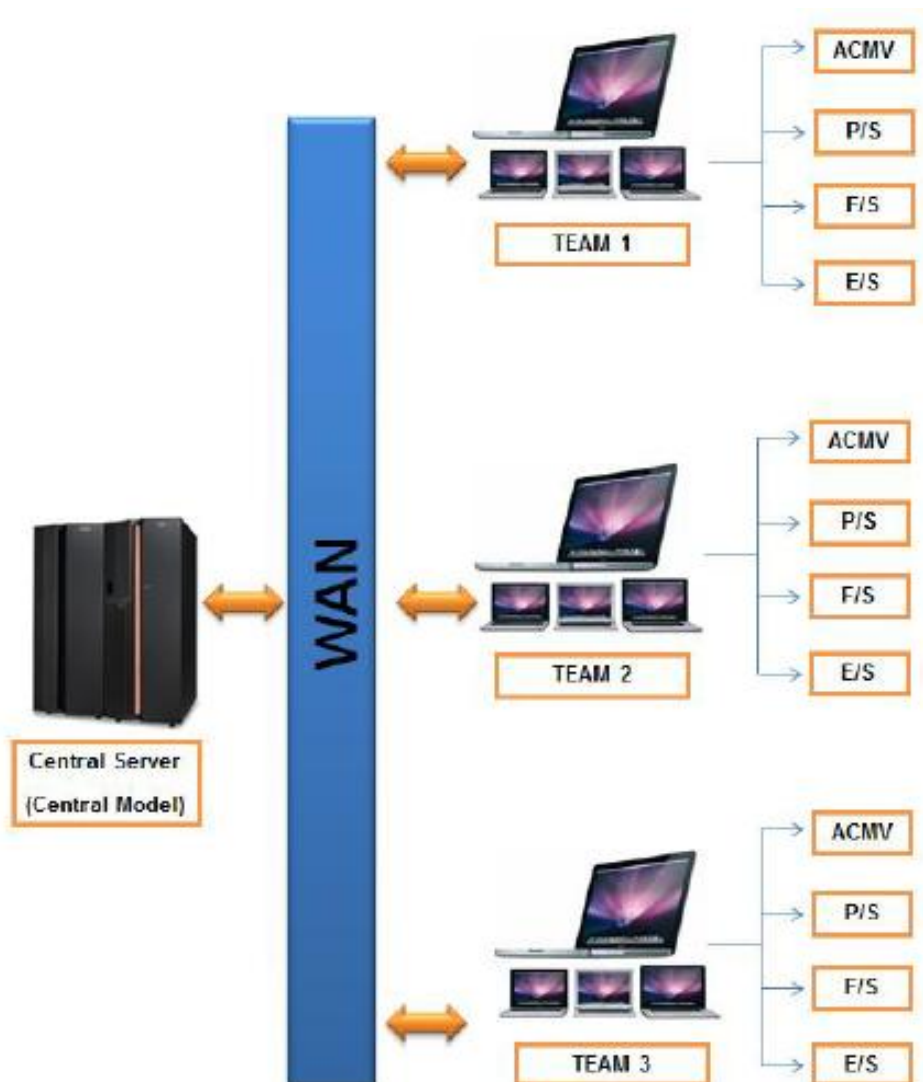 ACMV
P/S
F/S
E/S
TEAM 1
WAN
ACMV
P/S
F/S
E/S
TEAM 2
Central Server
(Central Model)
ACMV
P/S
F/S
E/S
TEAM 3